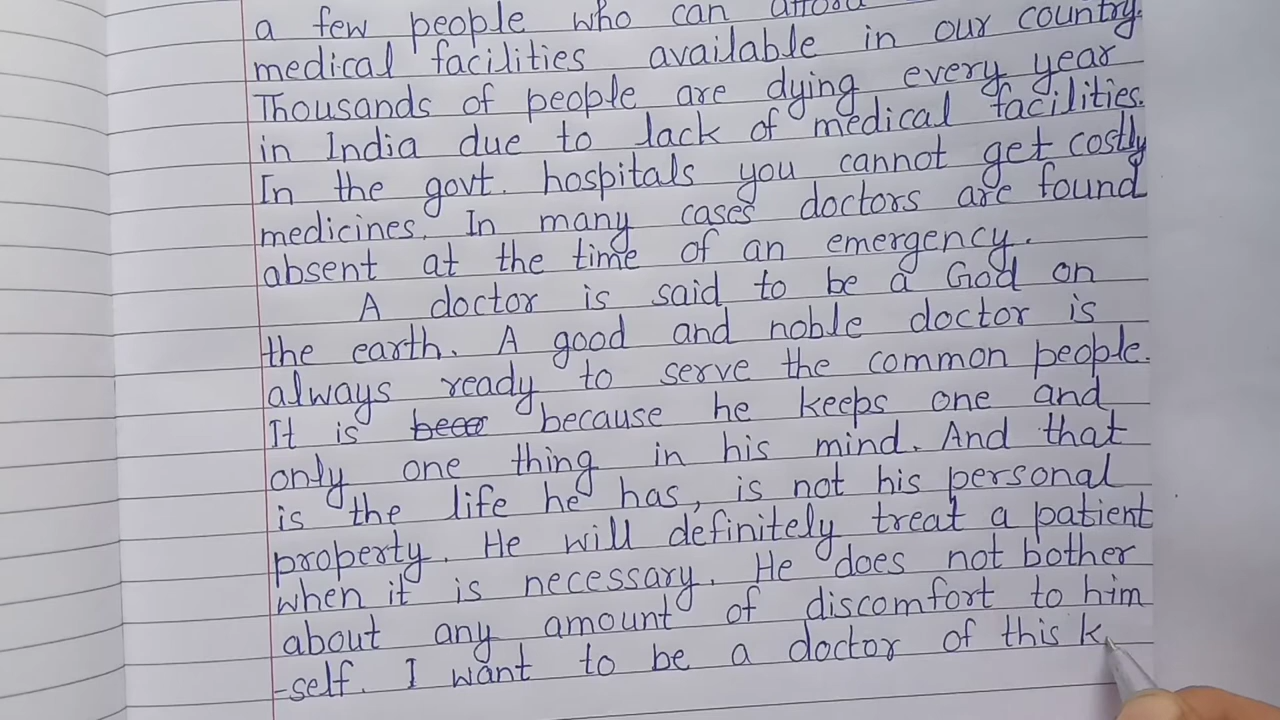 a few people who can afford
medical facilities available in our country.
Thousands of people are dying every year
in India due to lack of medical facilities.
In the govt. hospitals you cannot get costly
medicines. In many cases doctors are found
absent at the time of an emergency.
A doctor is said to be a God on
the earth. A good and noble doctor is
always ready to serve the common people.
It is because he keeps one and
only one thing in his mind. And that
is the life he has, is not his personal
property. He will definitely treat a patient
when it is necessary. He does not bother
about any amount of discomfort to him
-self. I want to be a doctor of this k